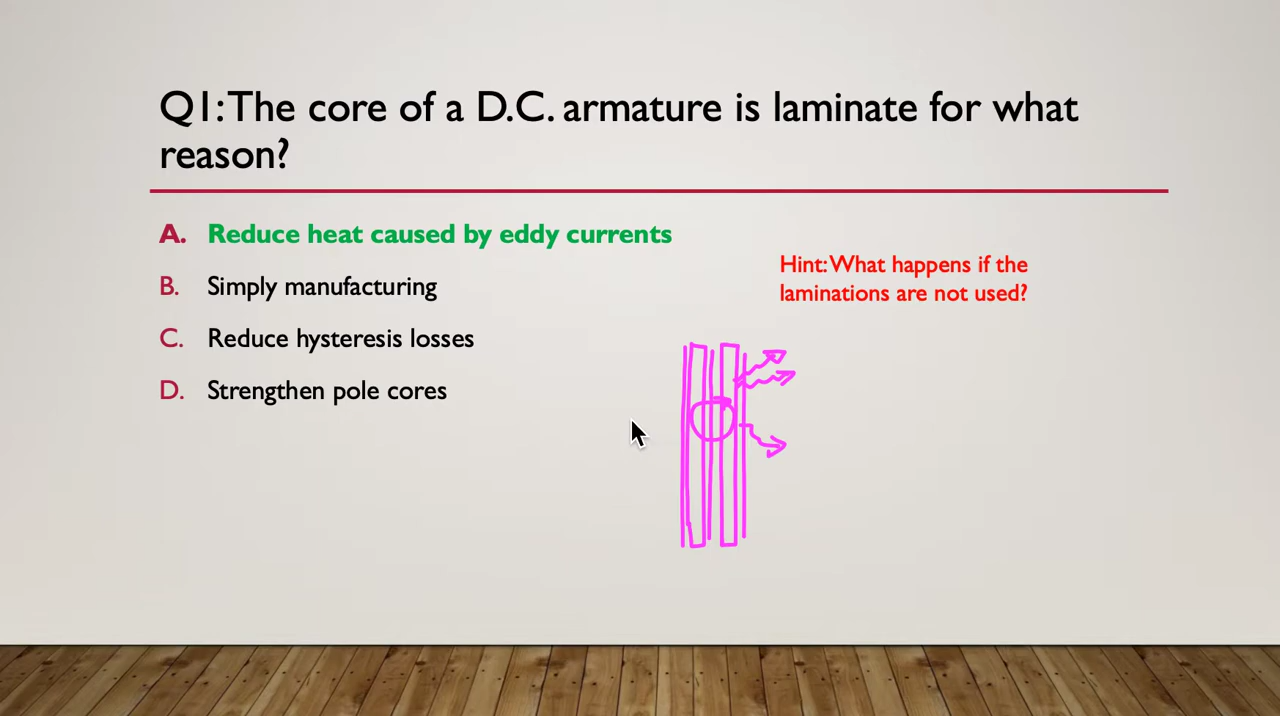 Q1: The core of a D.C. armature is laminate for what
reason?
A. Reduce heat caused by eddy currents
B. Simply manufacturing
C. Reduce hysteresis losses
D. Strengthen pole cores
Hint: What happens if the
laminations are not used?